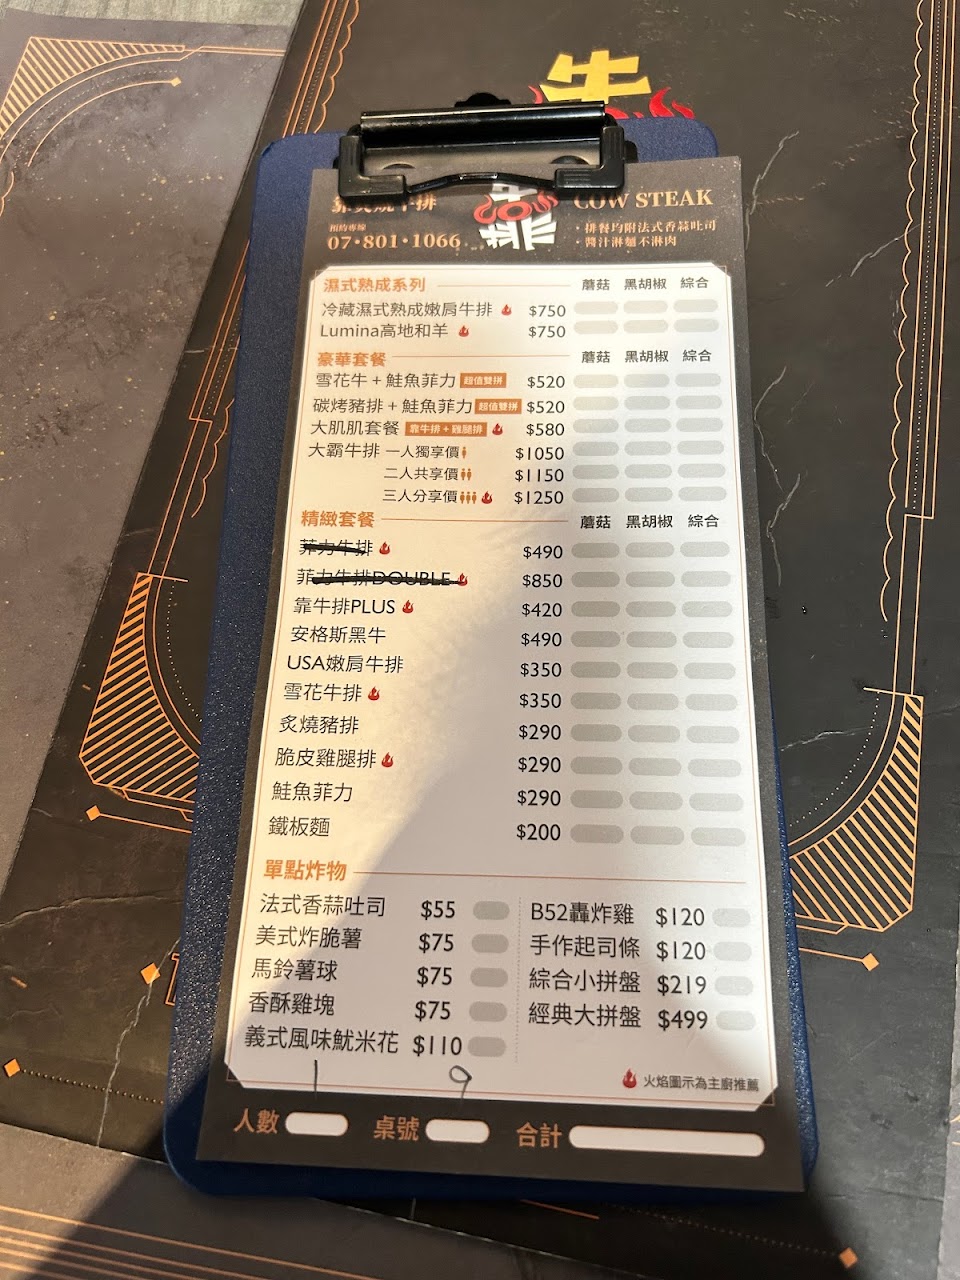 牛
COW STEAK
預約專線
07·801·1066
排
·排餐均附法式香蒜吐司
·醬汁淋麵不淋肉
濕式熟成系列 蘑菇 黑胡椒 綜合
冷藏濕式熟成嫩肩牛排 $750
Lumina高地和羊 $750
豪華套餐 蘑菇 黑胡椒 綜合
雪花牛+鮭魚菲力 超值雙拼 $520
碳烤豬排+鮭魚菲力 超值雙拼 $520
大肌肌套餐 靠牛排+雞腿排 $580
大霸牛排 一人獨享價 $1050
二人共享價 $1150
三人分享價 $1250
精緻套餐 蘑菇 黑胡椒 綜合
菲力牛排 $490
菲力牛排DOUBLE $850
靠牛排PLUS $420
安格斯黑牛 $490
USA嫩肩牛排 $350
雪花牛排 $350
炙燒豬排 $290
脆皮雞腿排 $290
鮭魚菲力 $290
鐵板麵 $200
單點炸物
法式香蒜吐司 $55
美式炸脆薯 $75
馬鈴薯球 $75
香酥雞塊 $75
義式風味魷米花 $110
B52轟炸雞 $120
手作起司條 $120
綜合小拼盤 $219
經典大拼盤 $499
火焰圖示為主廚推薦
1 9
人數 桌號 合計